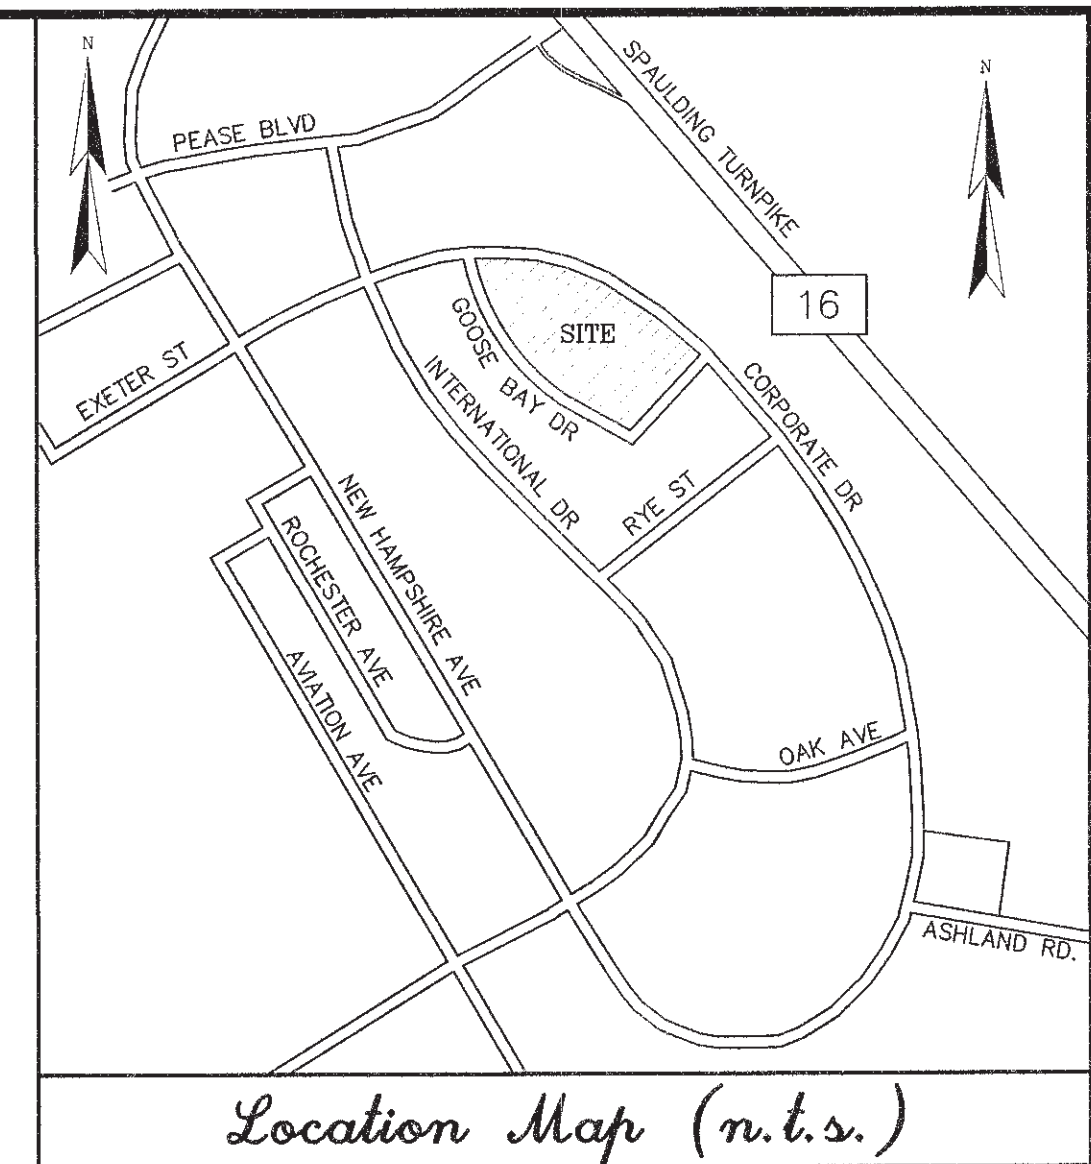 N
N
SPAULDING TURNPIKE
PEASE BLVD
16
SITE
GOOSE BAY DR
EXETER ST
INTERNATIONAL DR
CORPORATE DR
RYE ST
NEW HAMPSHIRE AVE
ROCHESTER AVE
AVIATION AVE
OAK AVE
ASHLAND RD.
Location Map (n.t.s.)